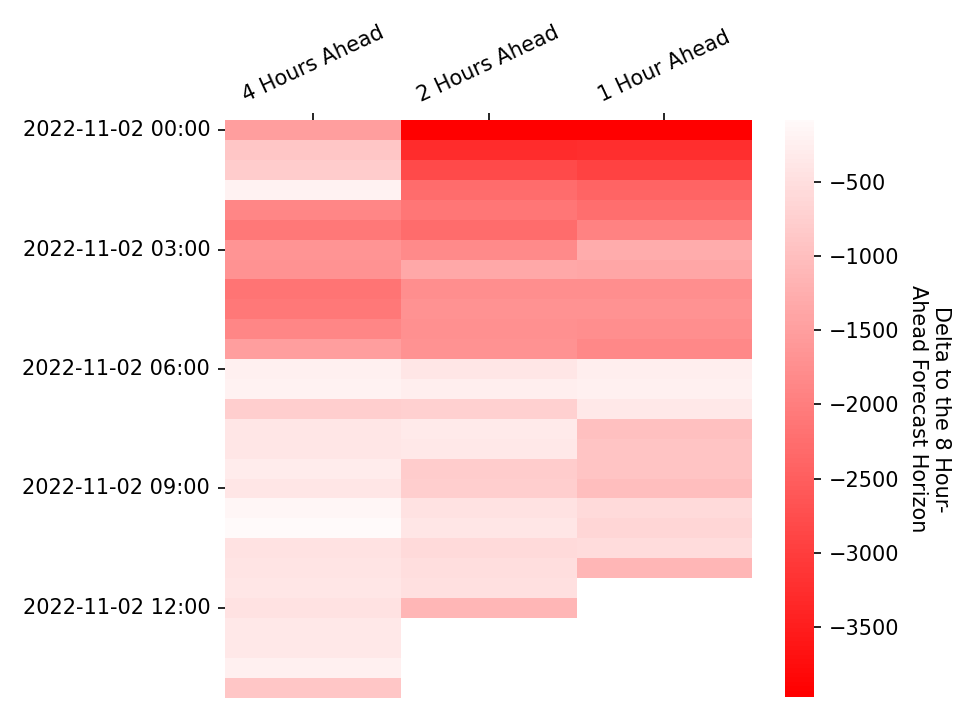 4 Hours Ahead
2 Hours Ahead
1 Hour Ahead
2022-11-02 00:00
2022-11-02 03:00
2022-11-02 06:00
2022-11-02 09:00
2022-11-02 12:00
−500
−1000
−1500
−2000
−2500
−3000
−3500
Delta to the 8 Hour-
Ahead Forecast Horizon